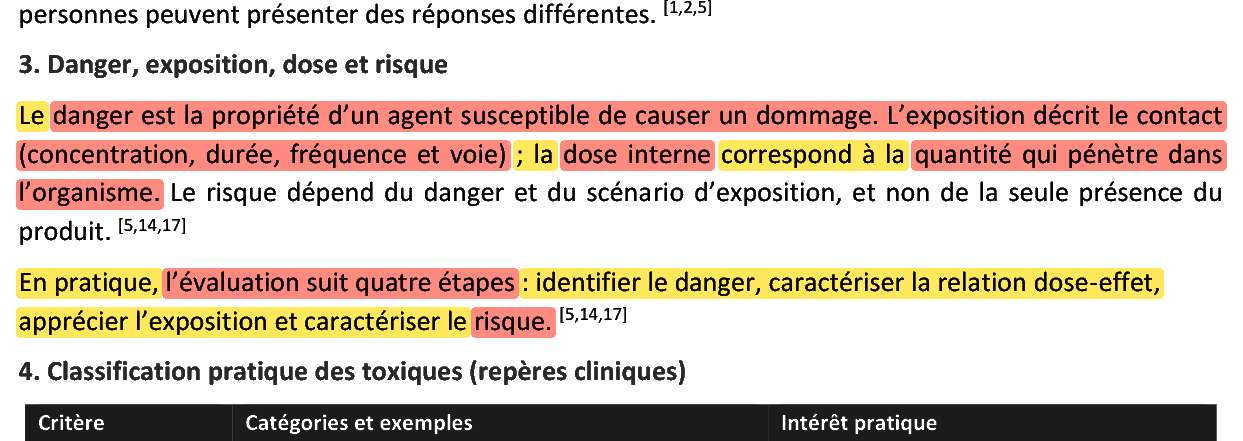 personnes peuvent présenter des réponses différentes. [1,2,5]
3. Danger, exposition, dose et risque
Le danger est la propriété d’un agent susceptible de causer un dommage. L’exposition décrit le contact
(concentration, durée, fréquence et voie) ; la dose interne correspond à la quantité qui pénètre dans
l’organisme. Le risque dépend du danger et du scénario d’exposition, et non de la seule présence du
produit. [5,14,17]
En pratique, l’évaluation suit quatre étapes : identifier le danger, caractériser la relation dose-effet,
apprécier l’exposition et caractériser le risque. [5,14,17]
4. Classification pratique des toxiques (repères cliniques)
Critère Catégories et exemples Intérêt pratique